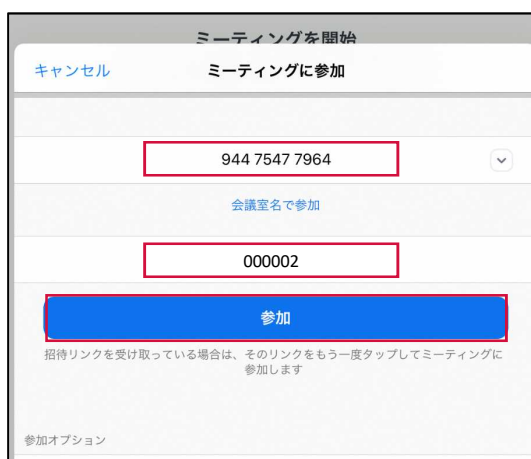 ミーティングを開始
キャンセル
ミーティングに参加
944 7547 7964
会議室名で参加
000002
参加
招待リンクを受け取っている場合は、そのリンクをもう一度タップしてミーティングに
参加します
参加オプション